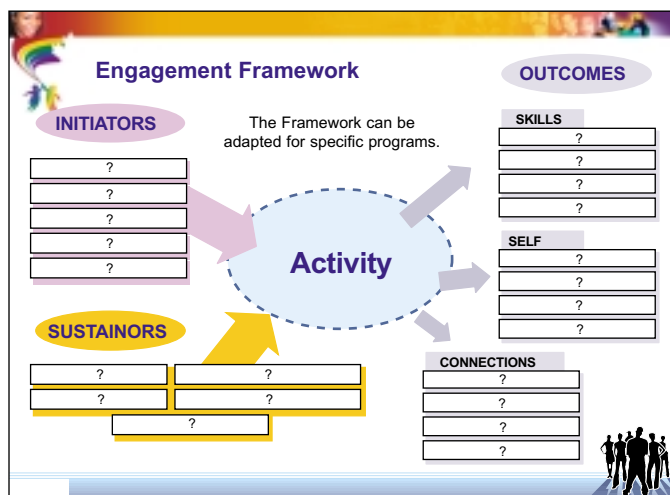 Engagement Framework
OUTCOMES
INITIATORS
The Framework can be
adapted for specific programs.
?
?
?
?
?
Activity
SKILLS
?
?
?
?
SELF
?
?
?
?
SUSTAINORS
? ?
? ?
?
CONNECTIONS
?
?
?
?